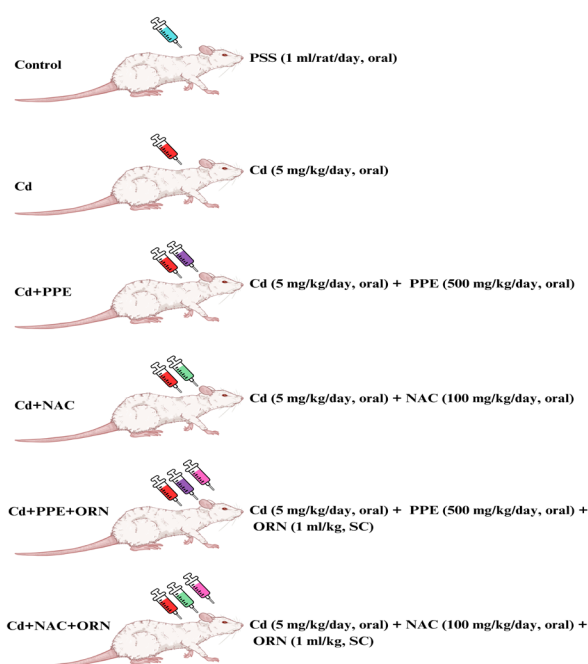 Control
PSS (1 ml/rat/day, oral)
Cd
Cd (5 mg/kg/day, oral)
Cd+PPE
Cd (5 mg/kg/day, oral) + PPE (500 mg/kg/day, oral)
Cd+NAC
Cd (5 mg/kg/day, oral) + NAC (100 mg/kg/day, oral)
Cd+PPE+ORN
Cd (5 mg/kg/day, oral) + PPE (500 mg/kg/day, oral) +
ORN (1 ml/kg, SC)
Cd+NAC+ORN
Cd (5 mg/kg/day, oral) + NAC (100 mg/kg/day, oral) +
ORN (1 ml/kg, SC)